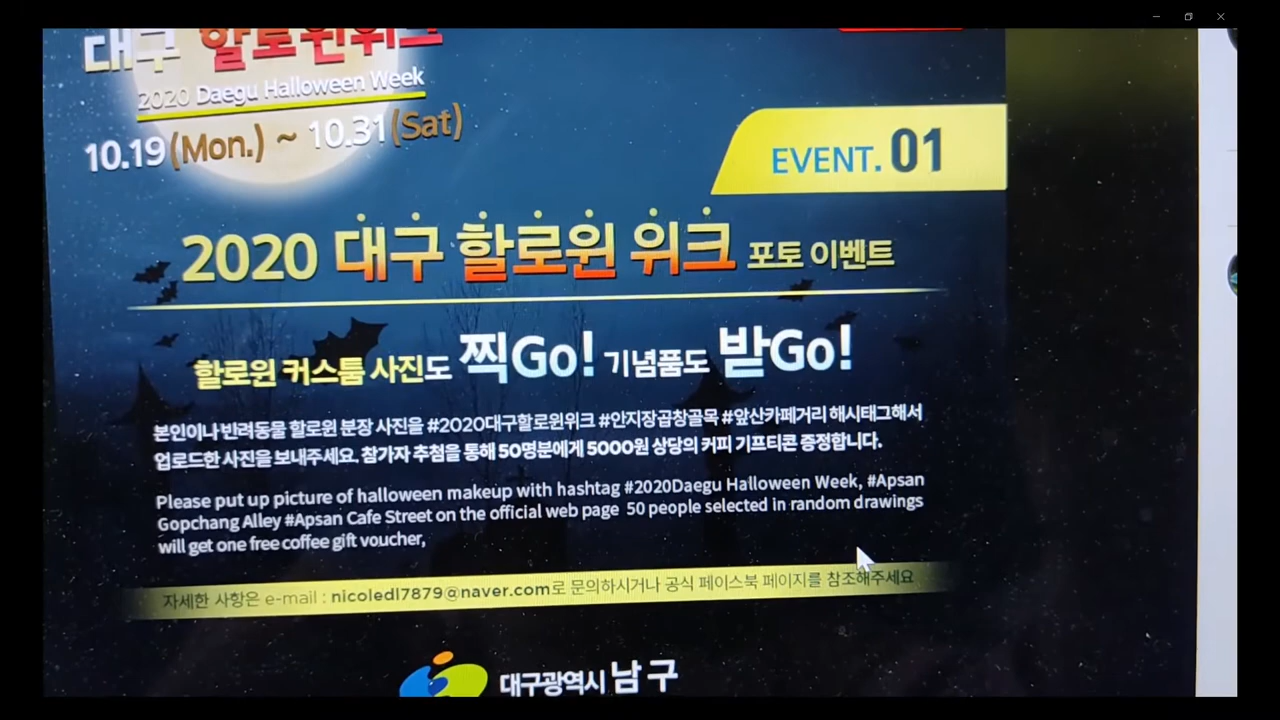 대구 할로윈위크
2020 Daegu Halloween Week
10.19(Mon.) ~ 10.31(Sat)
EVENT. 01
2020 대구 할로윈 위크 포토 이벤트
할로윈 커스튬 사진도 찍Go! 기념품도 받Go!
본인이나 반려동물 할로윈 분장 사진을 #2020대구할로윈위크 #안지장곱창골목 #앞산카페거리 해시태그해서
업로드한 사진을 보내주세요. 참가자 추첨을 통해 50명분에게 5000원 상당의 커피 기프티콘 증정합니다.
Please put up picture of halloween makeup with hashtag #2020Daegu Halloween Week, #Apsan
Gopchang Alley #Apsan Cafe Street on the official web page 50 people selected in random drawings
will get one free coffee gift voucher,
자세한 사항은 e-mail : nicoledl7879@naver.com로 문의하시거나 공식 페이스북 페이지를 참조해주세요
대구광역시 남구